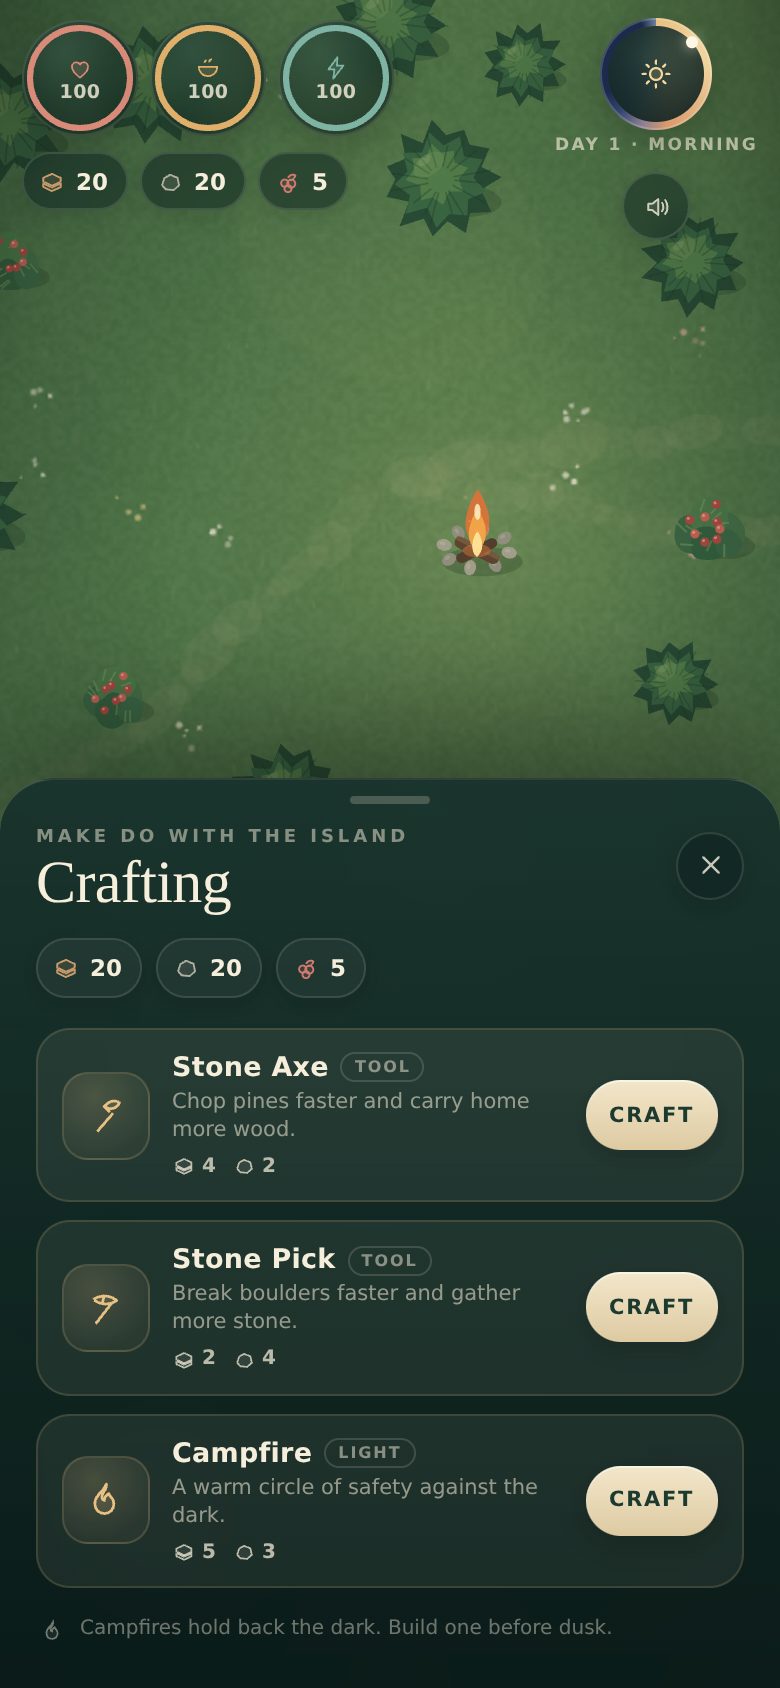 100 100 100
20 20 5
DAY 1 · MORNING
MAKE DO WITH THE ISLAND
Crafting
20 20 5
Stone Axe TOOL
Chop pines faster and carry home
more wood.
4 2
CRAFT
Stone Pick TOOL
Break boulders faster and gather
more stone.
2 4
CRAFT
Campfire LIGHT
A warm circle of safety against the
dark.
5 3
CRAFT
Campfires hold back the dark. Build one before dusk.